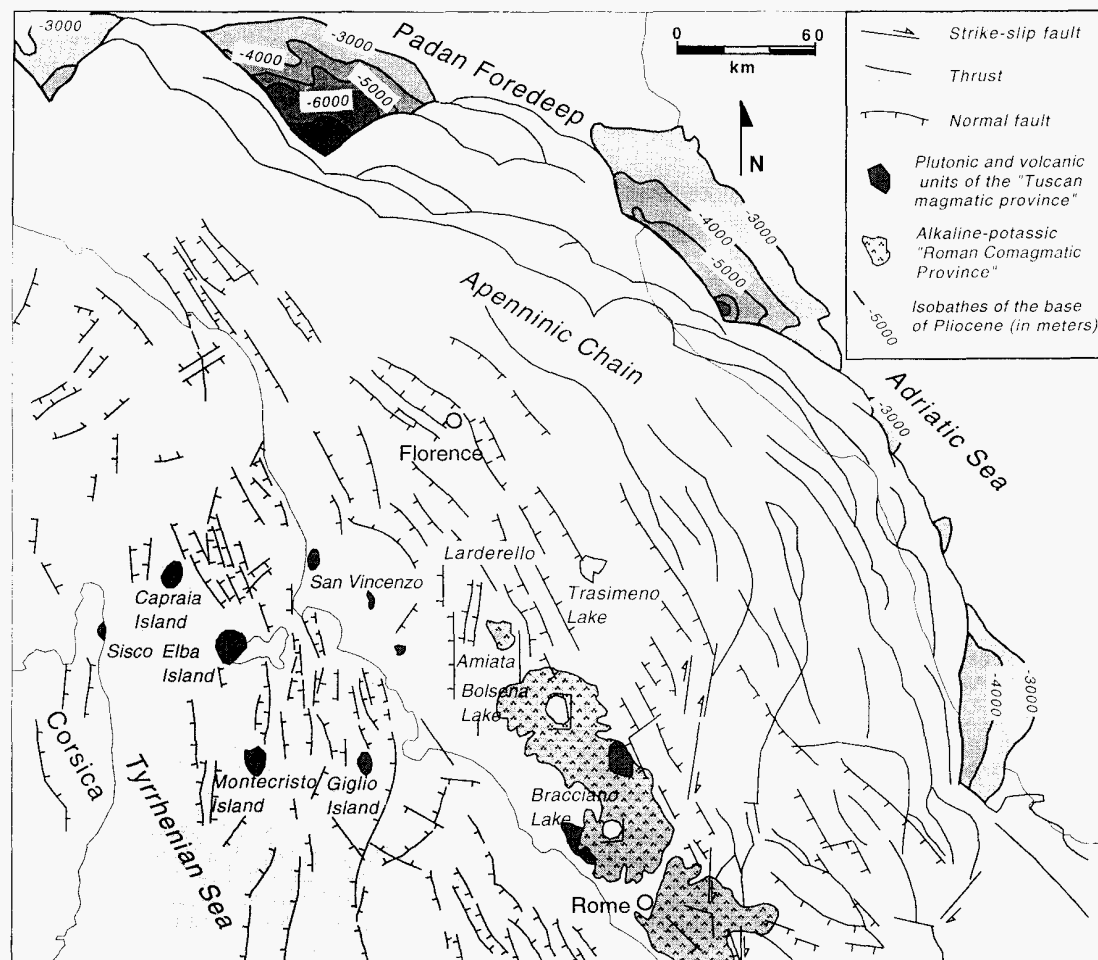 -3000
-4000
-3000
-5000
-6000
Padan Foredeep
0 60
km
N
Strike-slip fault
Thrust
Normal fault
Plutonic and volcanic
units of the "Tuscan
magmatic province"
Alkaline-potassic
"Roman Comagmatic
Province"
-5000
Isobathes of the base
of Pliocene (in meters)
-4000
-3000
-5000
Apenninic Chain
Adriatic Sea
-3000
Florence
Larderello
San Vincenzo
Trasimeno
Lake
Capraia
Island
Sisco
Elba
Island
Amiata
Bolsena
Lake
-4000
-3000
Corsica
Tyrrhenian Sea
Montecristo
Island
Giglio
Island
Bracciano
Lake
Rome